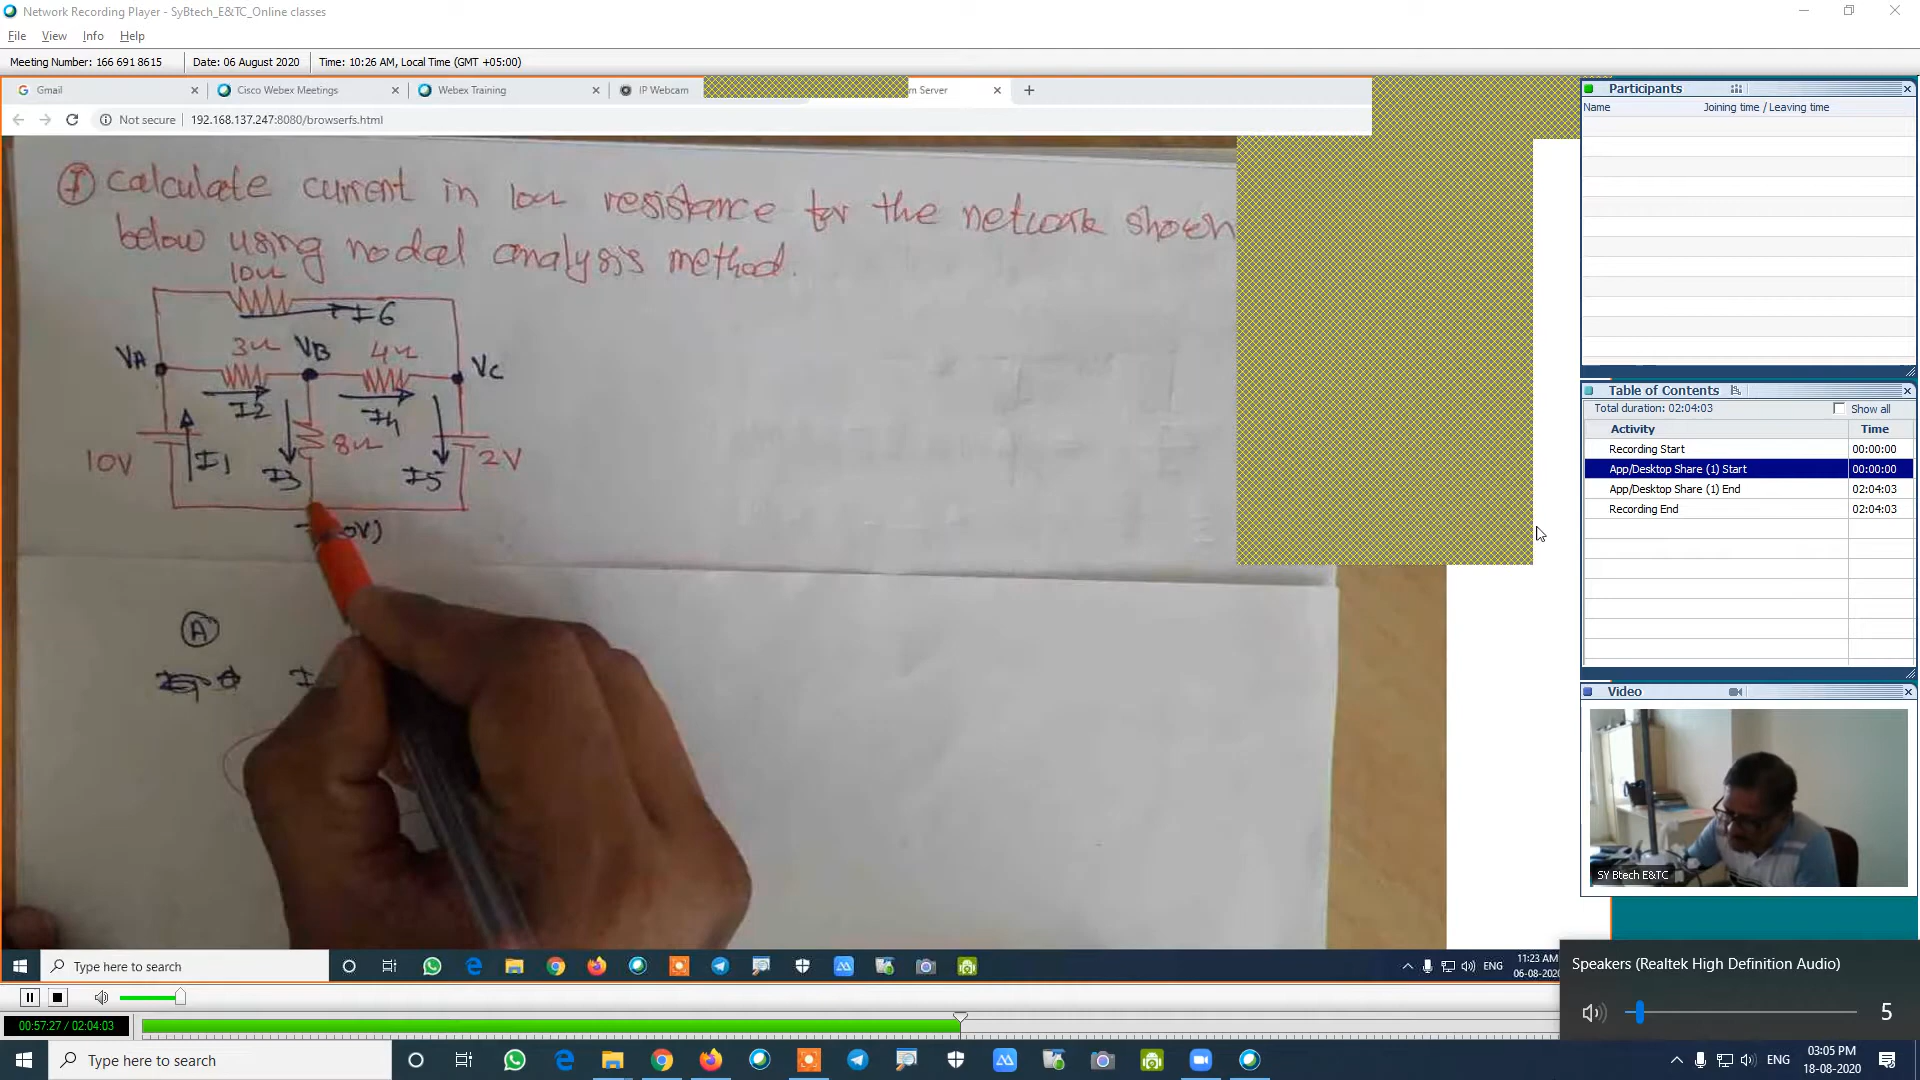 Network Recording Player - SyBtech_E&TC_Online classes
File View Info Help
Meeting Number: 166 691 8615 Date: 06 August 2020 Time: 10:26 AM, Local Time (GMT +05:00)
Gmail Cisco Webex Meetings Webex Training IP Webcam m Server
Not secure 192.168.137.247:8080/browserfs.html
I Calculate current in 10Ω resistance for the network shown
below using nodal analysis method.
10Ω
I6
VA 3Ω VB 4Ω VC
I2 I4
10V I1 I3 8Ω I5 2V
0V)
A
I
Participants
Name Joining time / Leaving time
Table of Contents
Total duration: 02:04:03 Show all
Activity Time
Recording Start 00:00:00
App/Desktop Share (1) Start 00:00:00
App/Desktop Share (1) End 02:04:03
Recording End 02:04:03
Video
SY Btech E&TC
Type here to search
ENG 11:23 AM
06-08-2020
Speakers (Realtek High Definition Audio)
5
00:57:27 / 02:04:03
Type here to search
ENG 03:05 PM
18-08-2020